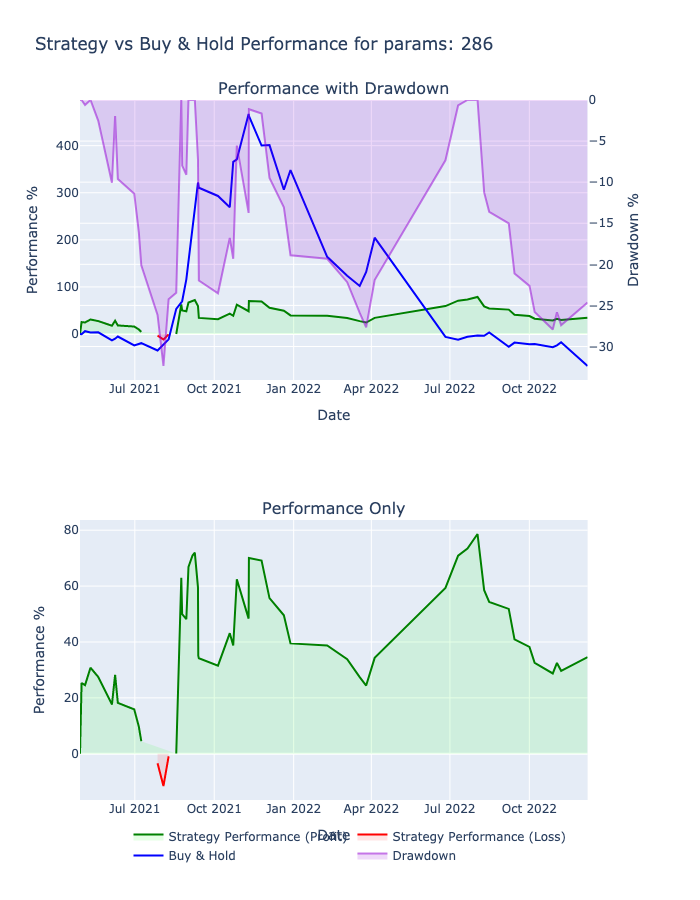 Strategy vs Buy & Hold Performance for params: 286
Performance with Drawdown
400
300
200
100
0
0
−5
−10
−15
−20
−25
−30
Performance %
Drawdown %
Jul 2021 Oct 2021 Jan 2022 Apr 2022 Jul 2022 Oct 2022
Date
Performance Only
80
60
40
20
0
Performance %
Jul 2021 Oct 2021 Jan 2022 Apr 2022 Jul 2022 Oct 2022
Date
Strategy Performance (Profit) Strategy Performance (Loss)
Buy & Hold Drawdown